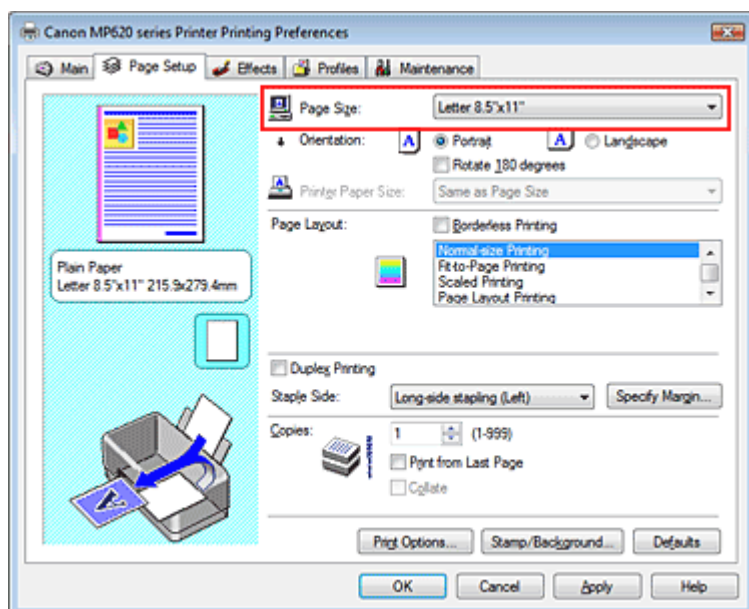 Canon MP620 series Printer Printing Preferences
Main Page Setup Effects Profiles Maintenance
Page Size: Letter 8.5"x11"
Orientation: A Portrait A Landscape
Rotate 180 degrees
Printer Paper Size: Same as Page Size
Page Layout: Borderless Printing
Normal-size Printing
Fit-to-Page Printing
Scaled Printing
Page Layout Printing
Plain Paper
Letter 8.5"x11" 215.9x279.4mm
Duplex Printing
Staple Side: Long-side stapling (Left) Specify Margin...
Copies: 1 (1-999)
Print from Last Page
Collate
Print Options... Stamp/Background... Defaults
OK Cancel Apply Help